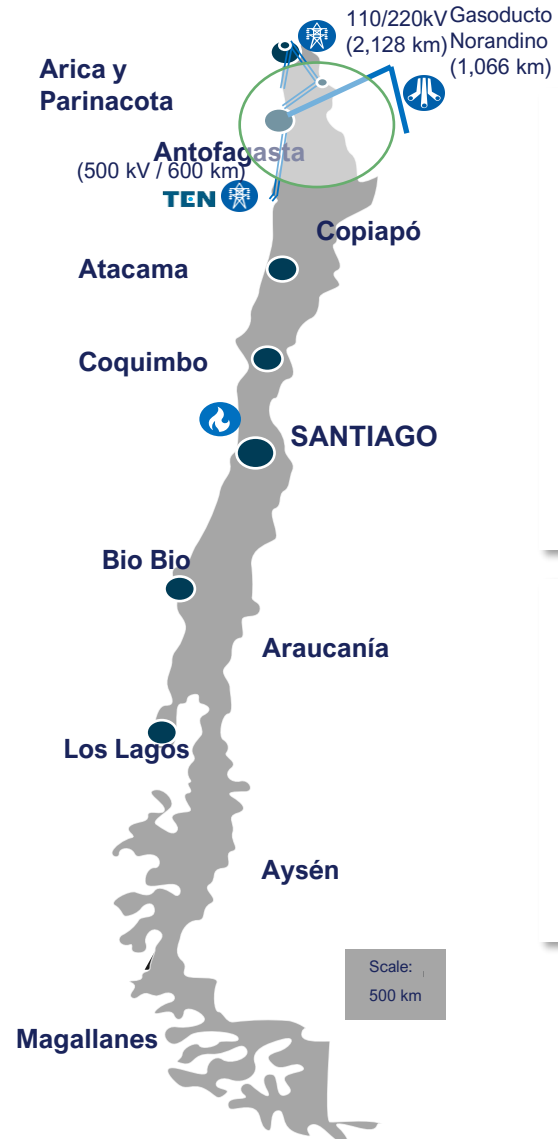 110/220kV
(2,128 km)
Gasoducto
Norandino
(1,066 km)
Arica y
Parinacota
Antofagasta
(500 kV / 600 km)
TEN
Copiapó
Atacama
Coquimbo
SANTIAGO
Bio Bio
Araucanía
Los Lagos
Aysén
Scale:
500 km
Magallanes